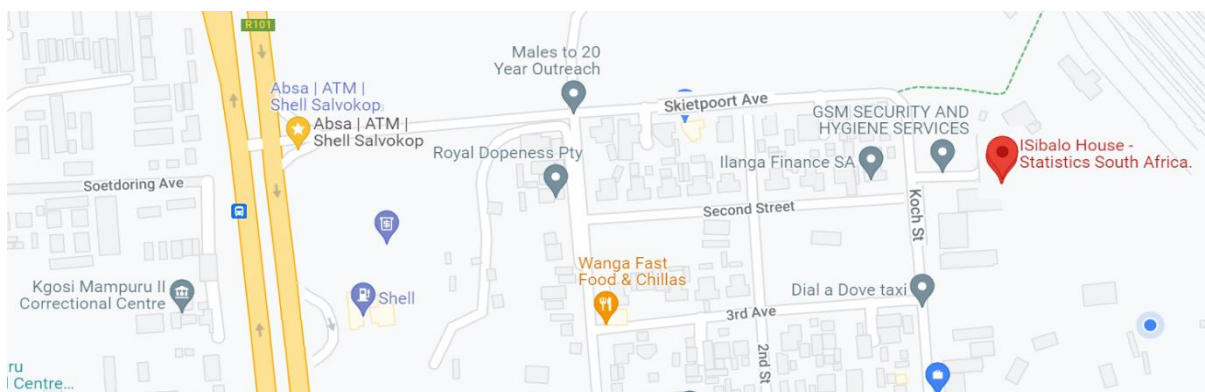 R101
Males to 20
Year Outreach
Absa | ATM |
Shell Salvokop
Absa | ATM |
Shell Salvokop
Skietpoort Ave
GSM SECURITY AND
HYGIENE SERVICES
ISibalo House -
Statistics South Africa.
Royal Dopeness Pty
Ilanga Finance SA
Soetdoring Ave
Second Street
Koch St
Kgosi Mampuru II
Correctional Centre
Shell
Wanga Fast
Food & Chillas
Dial a Dove taxi
3rd Ave
2nd St
ru
l Centre...